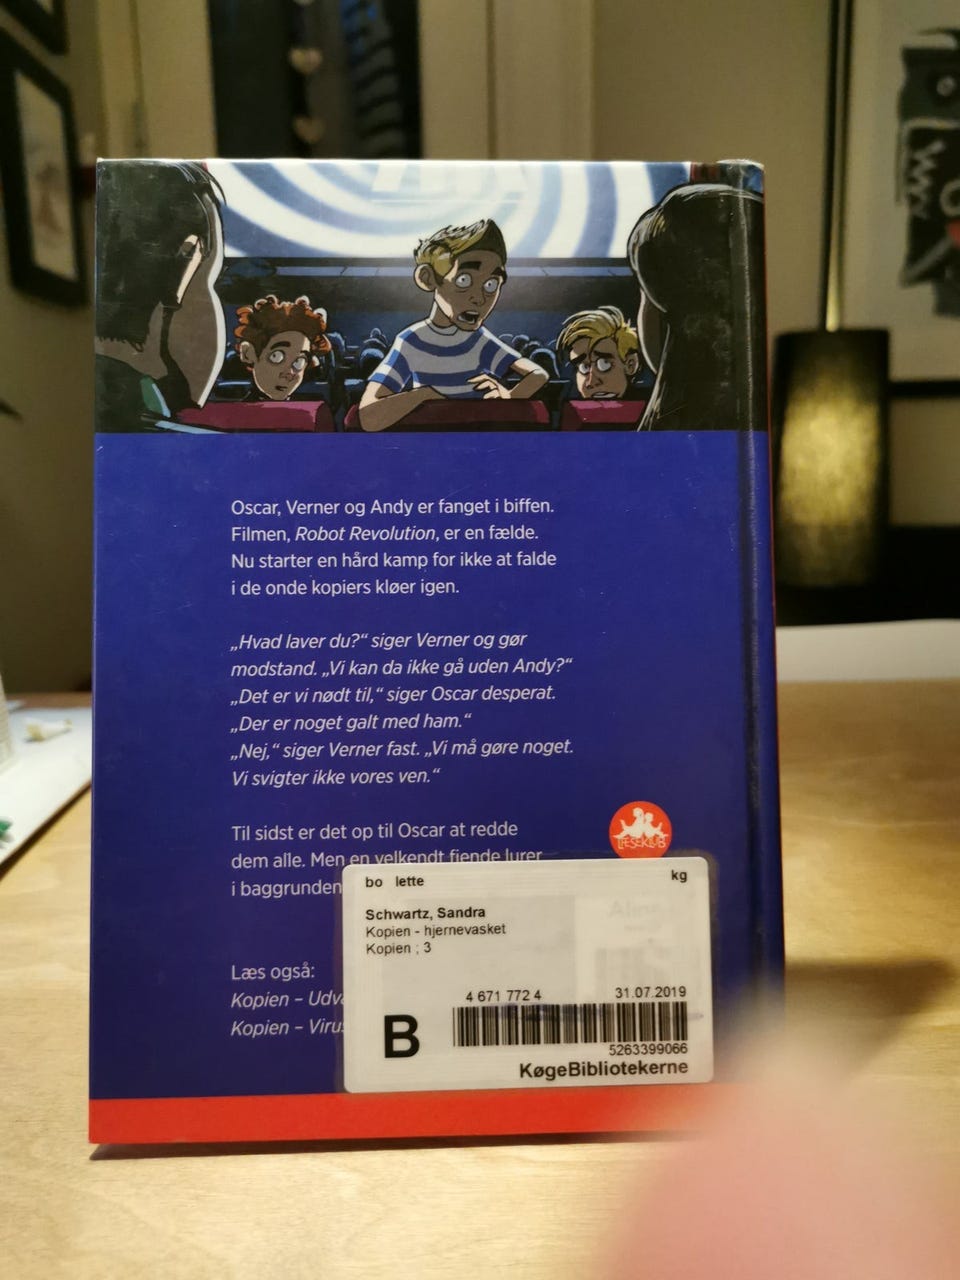 Oscar, Verner og Andy er fanget i biffen.
Filmen, Robot Revolution, er en fælde.
Nu starter en hård kamp for ikke at falde
i de onde kopiers kløer igen.
„Hvad laver du?“ siger Verner og gør
modstand. „Vi kan da ikke gå uden Andy?“
„Det er vi nødt til,“ siger Oscar desperat.
„Der er noget galt med ham.“
„Nej,“ siger Verner fast. „Vi må gøre noget.
Vi svigter ikke vores ven.“
Til sidst er det op til Oscar at redde
dem alle. Men en velkendt fjende lurer
i baggrunden
LÆSEKLUB
bo lette kg
Schwartz, Sandra
Kopien - hjernevasket
Kopien ; 3
4 671 772 4 31.07.2019
B
5263399066
KøgeBibliotekerne
Læs også:
Kopien – Udv
Kopien – Virus